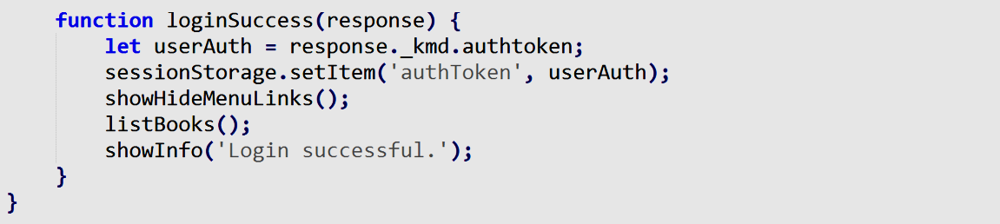 function loginSuccess(response) {
let userAuth = response._kmd.authtoken;
sessionStorage.setItem('authToken', userAuth);
showHideMenuLinks();
listBooks();
showInfo('Login successful.');
}
}